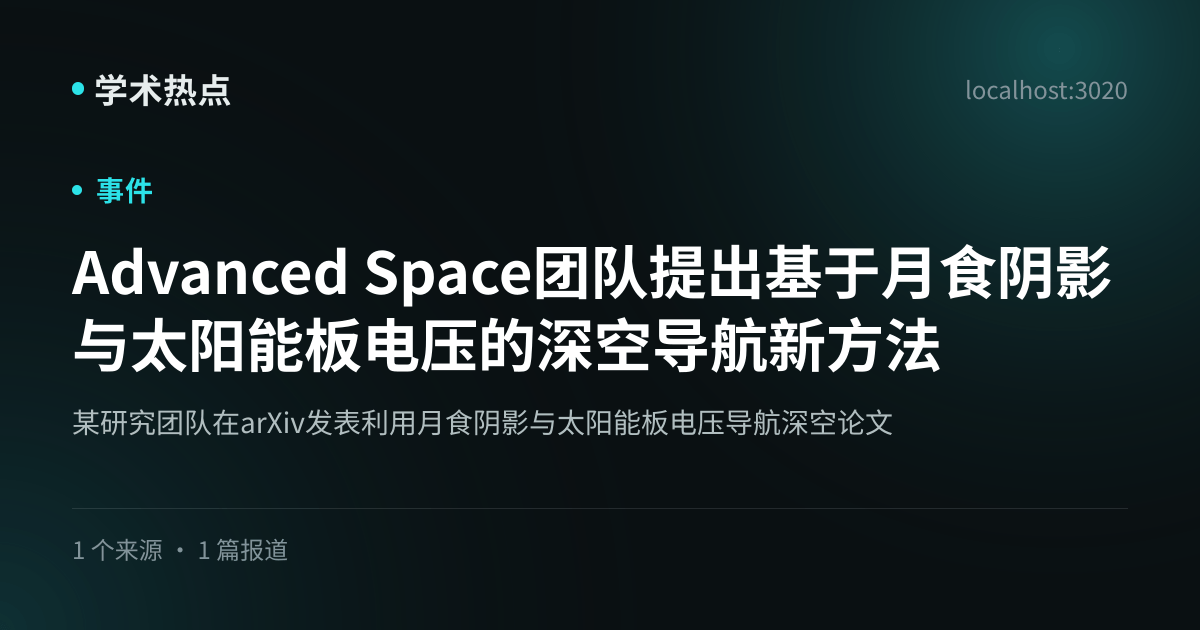 学术热点
localhost:3020
事件
Advanced Space团队提出基于月食阴影
与太阳能板电压的深空导航新方法
某研究团队在arXiv发表利用月食阴影与太阳能板电压导航深空论文
1 个来源 · 1 篇报道